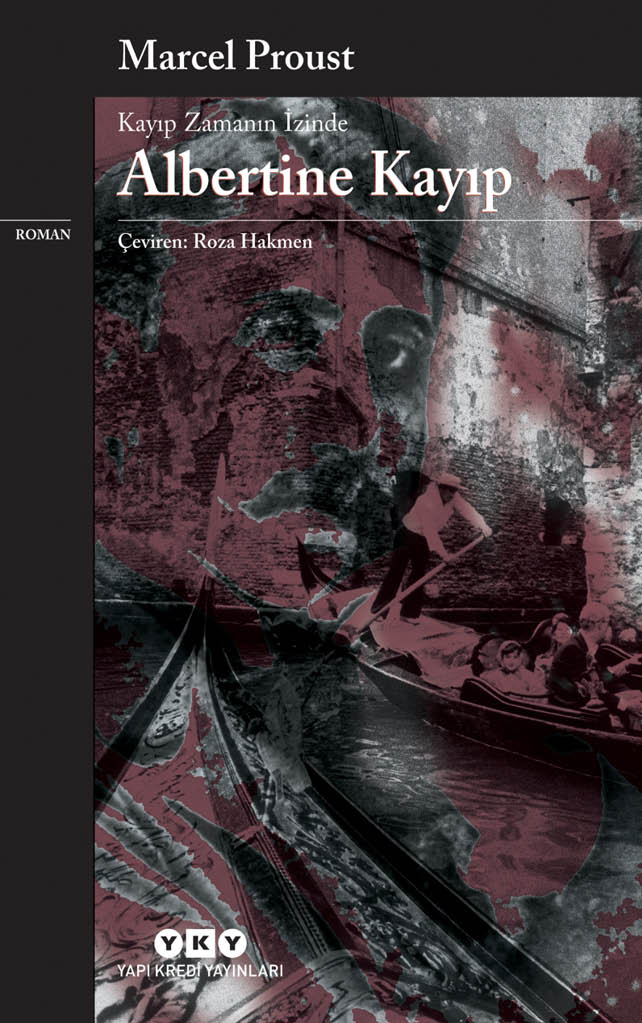 Marcel Proust
Kayıp Zamanın İzinde
Albertine Kayıp
ROMAN
Çeviren: Roza Hakmen
YKY
YAPI KREDİ YAYINLARI